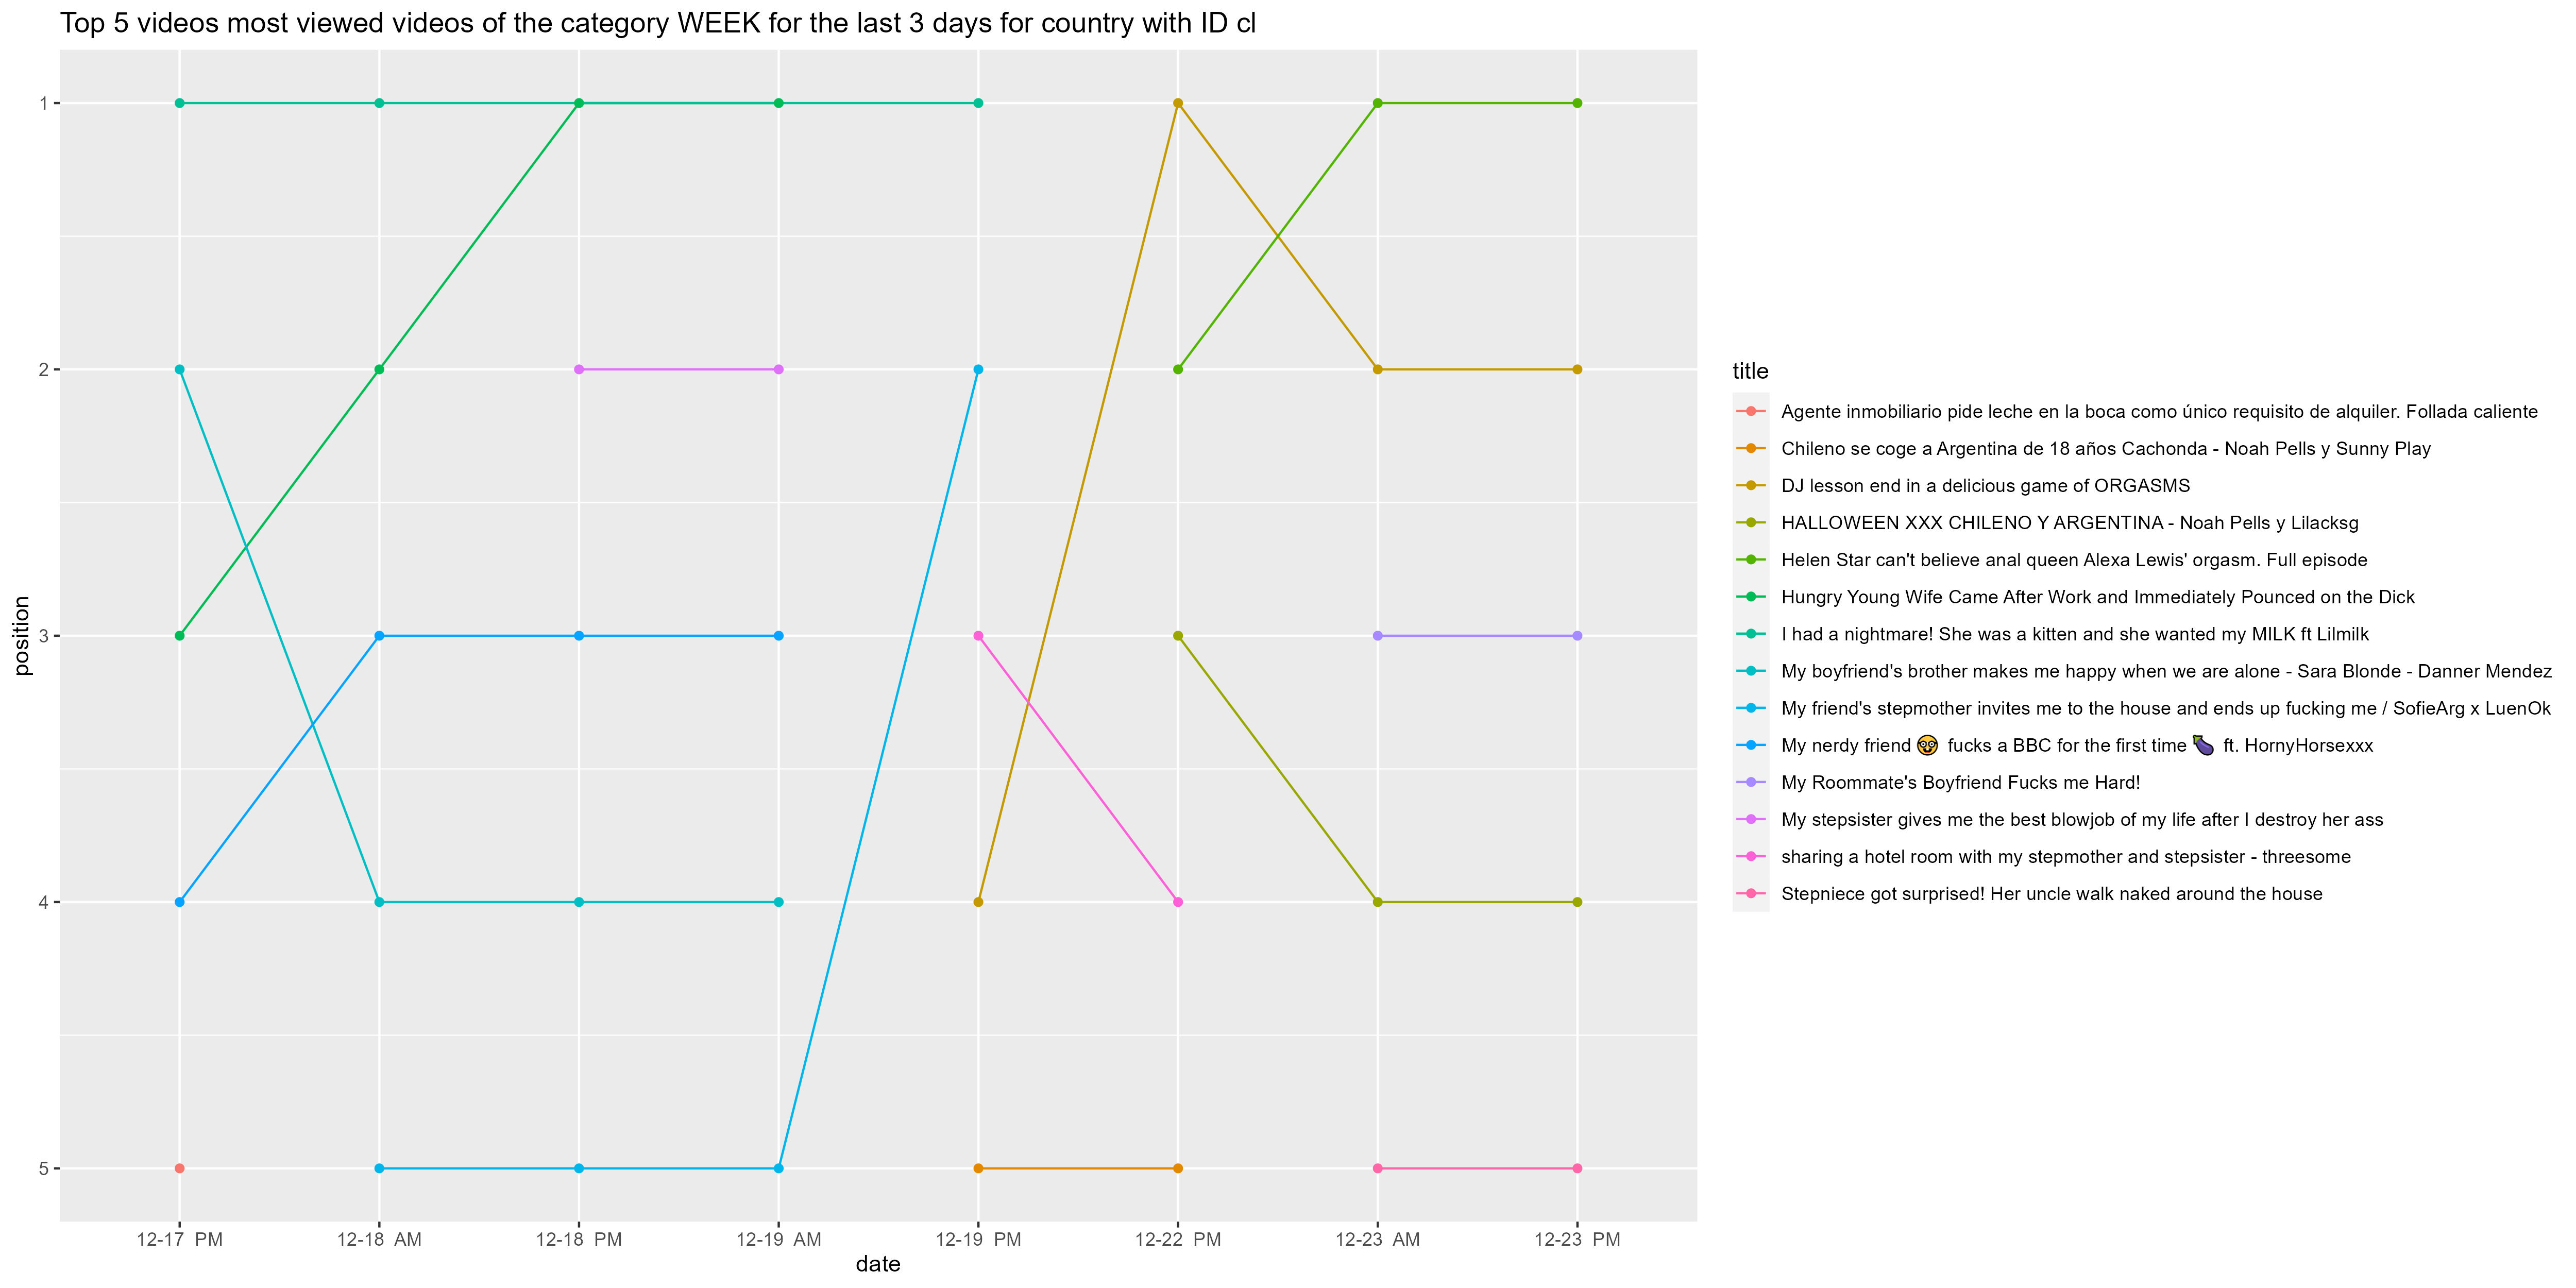 Top 5 videos most viewed videos of the category WEEK for the last 3 days for country with ID cl
position
1
2
3
4
5
12-17 PM
12-18 AM
12-18 PM
12-19 AM
12-19 PM
12-22 PM
12-23 AM
12-23 PM
date
title
Agente inmobiliario pide leche en la boca como único requisito de alquiler. Follada caliente
Chileno se coge a Argentina de 18 años Cachonda - Noah Pells y Sunny Play
DJ lesson end in a delicious game of ORGASMS
HALLOWEEN XXX CHILENO Y ARGENTINA - Noah Pells y Lilacksg
Helen Star can't believe anal queen Alexa Lewis' orgasm. Full episode
Hungry Young Wife Came After Work and Immediately Pounced on the Dick
I had a nightmare! She was a kitten and she wanted my MILK ft Lilmilk
My boyfriend's brother makes me happy when we are alone - Sara Blonde - Danner Mendez
My friend's stepmother invites me to the house and ends up fucking me / SofieArg x LuenOk
My nerdy friend 🥸 fucks a BBC for the first time 🍆 ft. HornyHorsexxx
My Roommate's Boyfriend Fucks me Hard!
My stepsister gives me the best blowjob of my life after I destroy her ass
sharing a hotel room with my stepmother and stepsister - threesome
Stepniece got surprised! Her uncle walk naked around the house